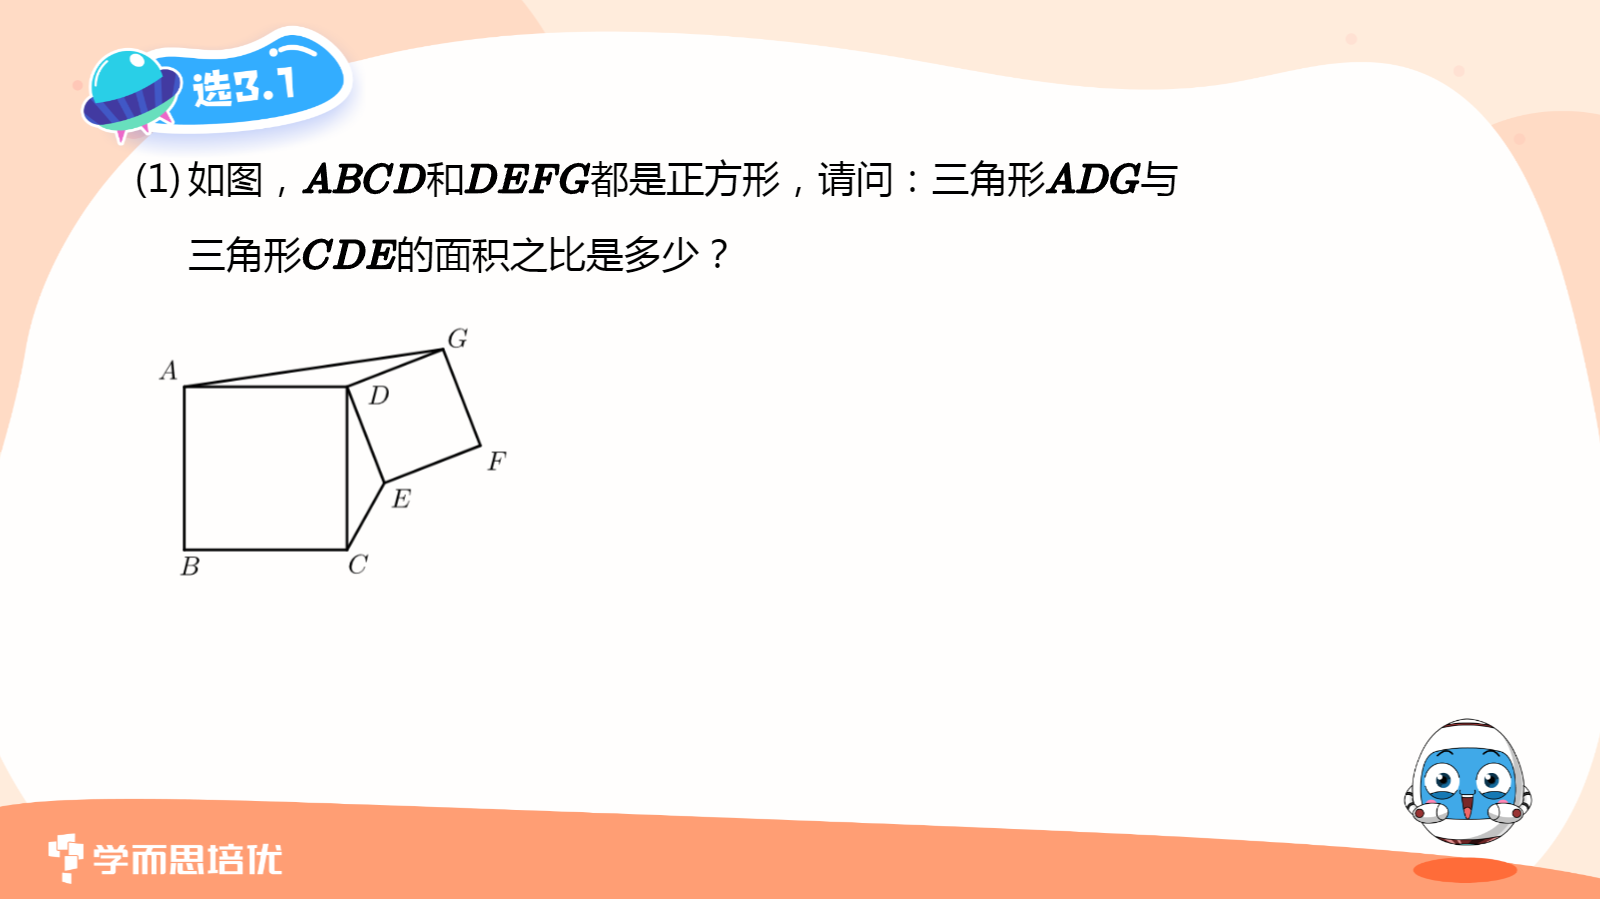 选3.1
(1) 如图，ABCD和DEFG都是正方形，请问：三角形ADG与
三角形CDE的面积之比是多少？
G
A
D
F
E
B
C
学而思培优